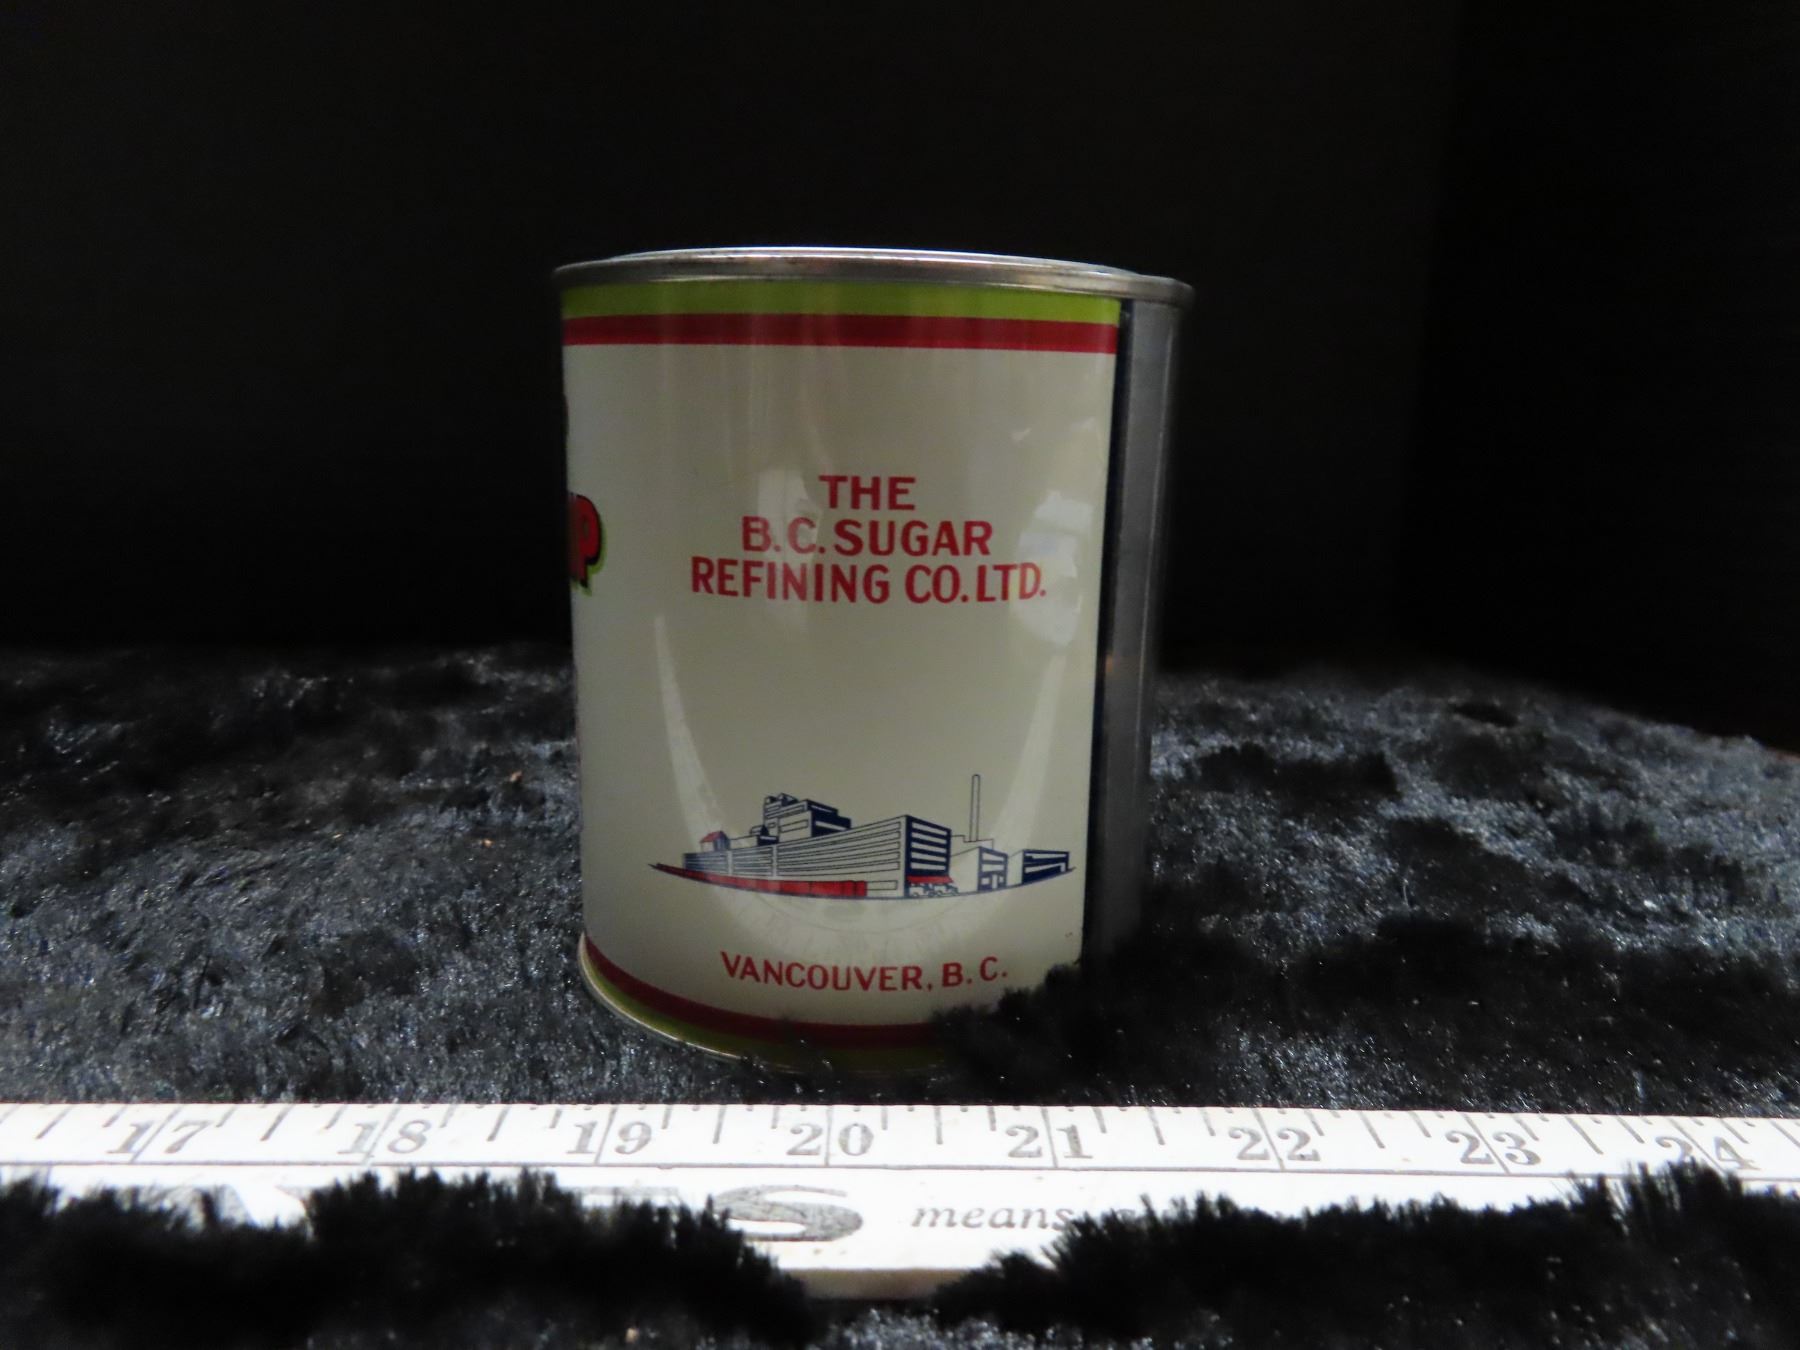 THE
B.C. SUGAR
REFINING CO. LTD.
VANCOUVER, B.C.
17 18 19 20 21 22 23 24
means